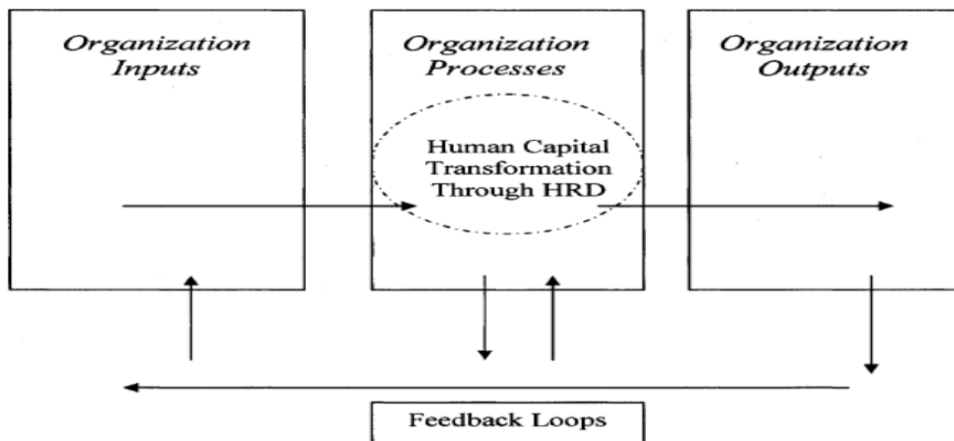 Organization
Inputs
Organization
Processes
Organization
Outputs
Human Capital
Transformation
Through HRD
Feedback Loops